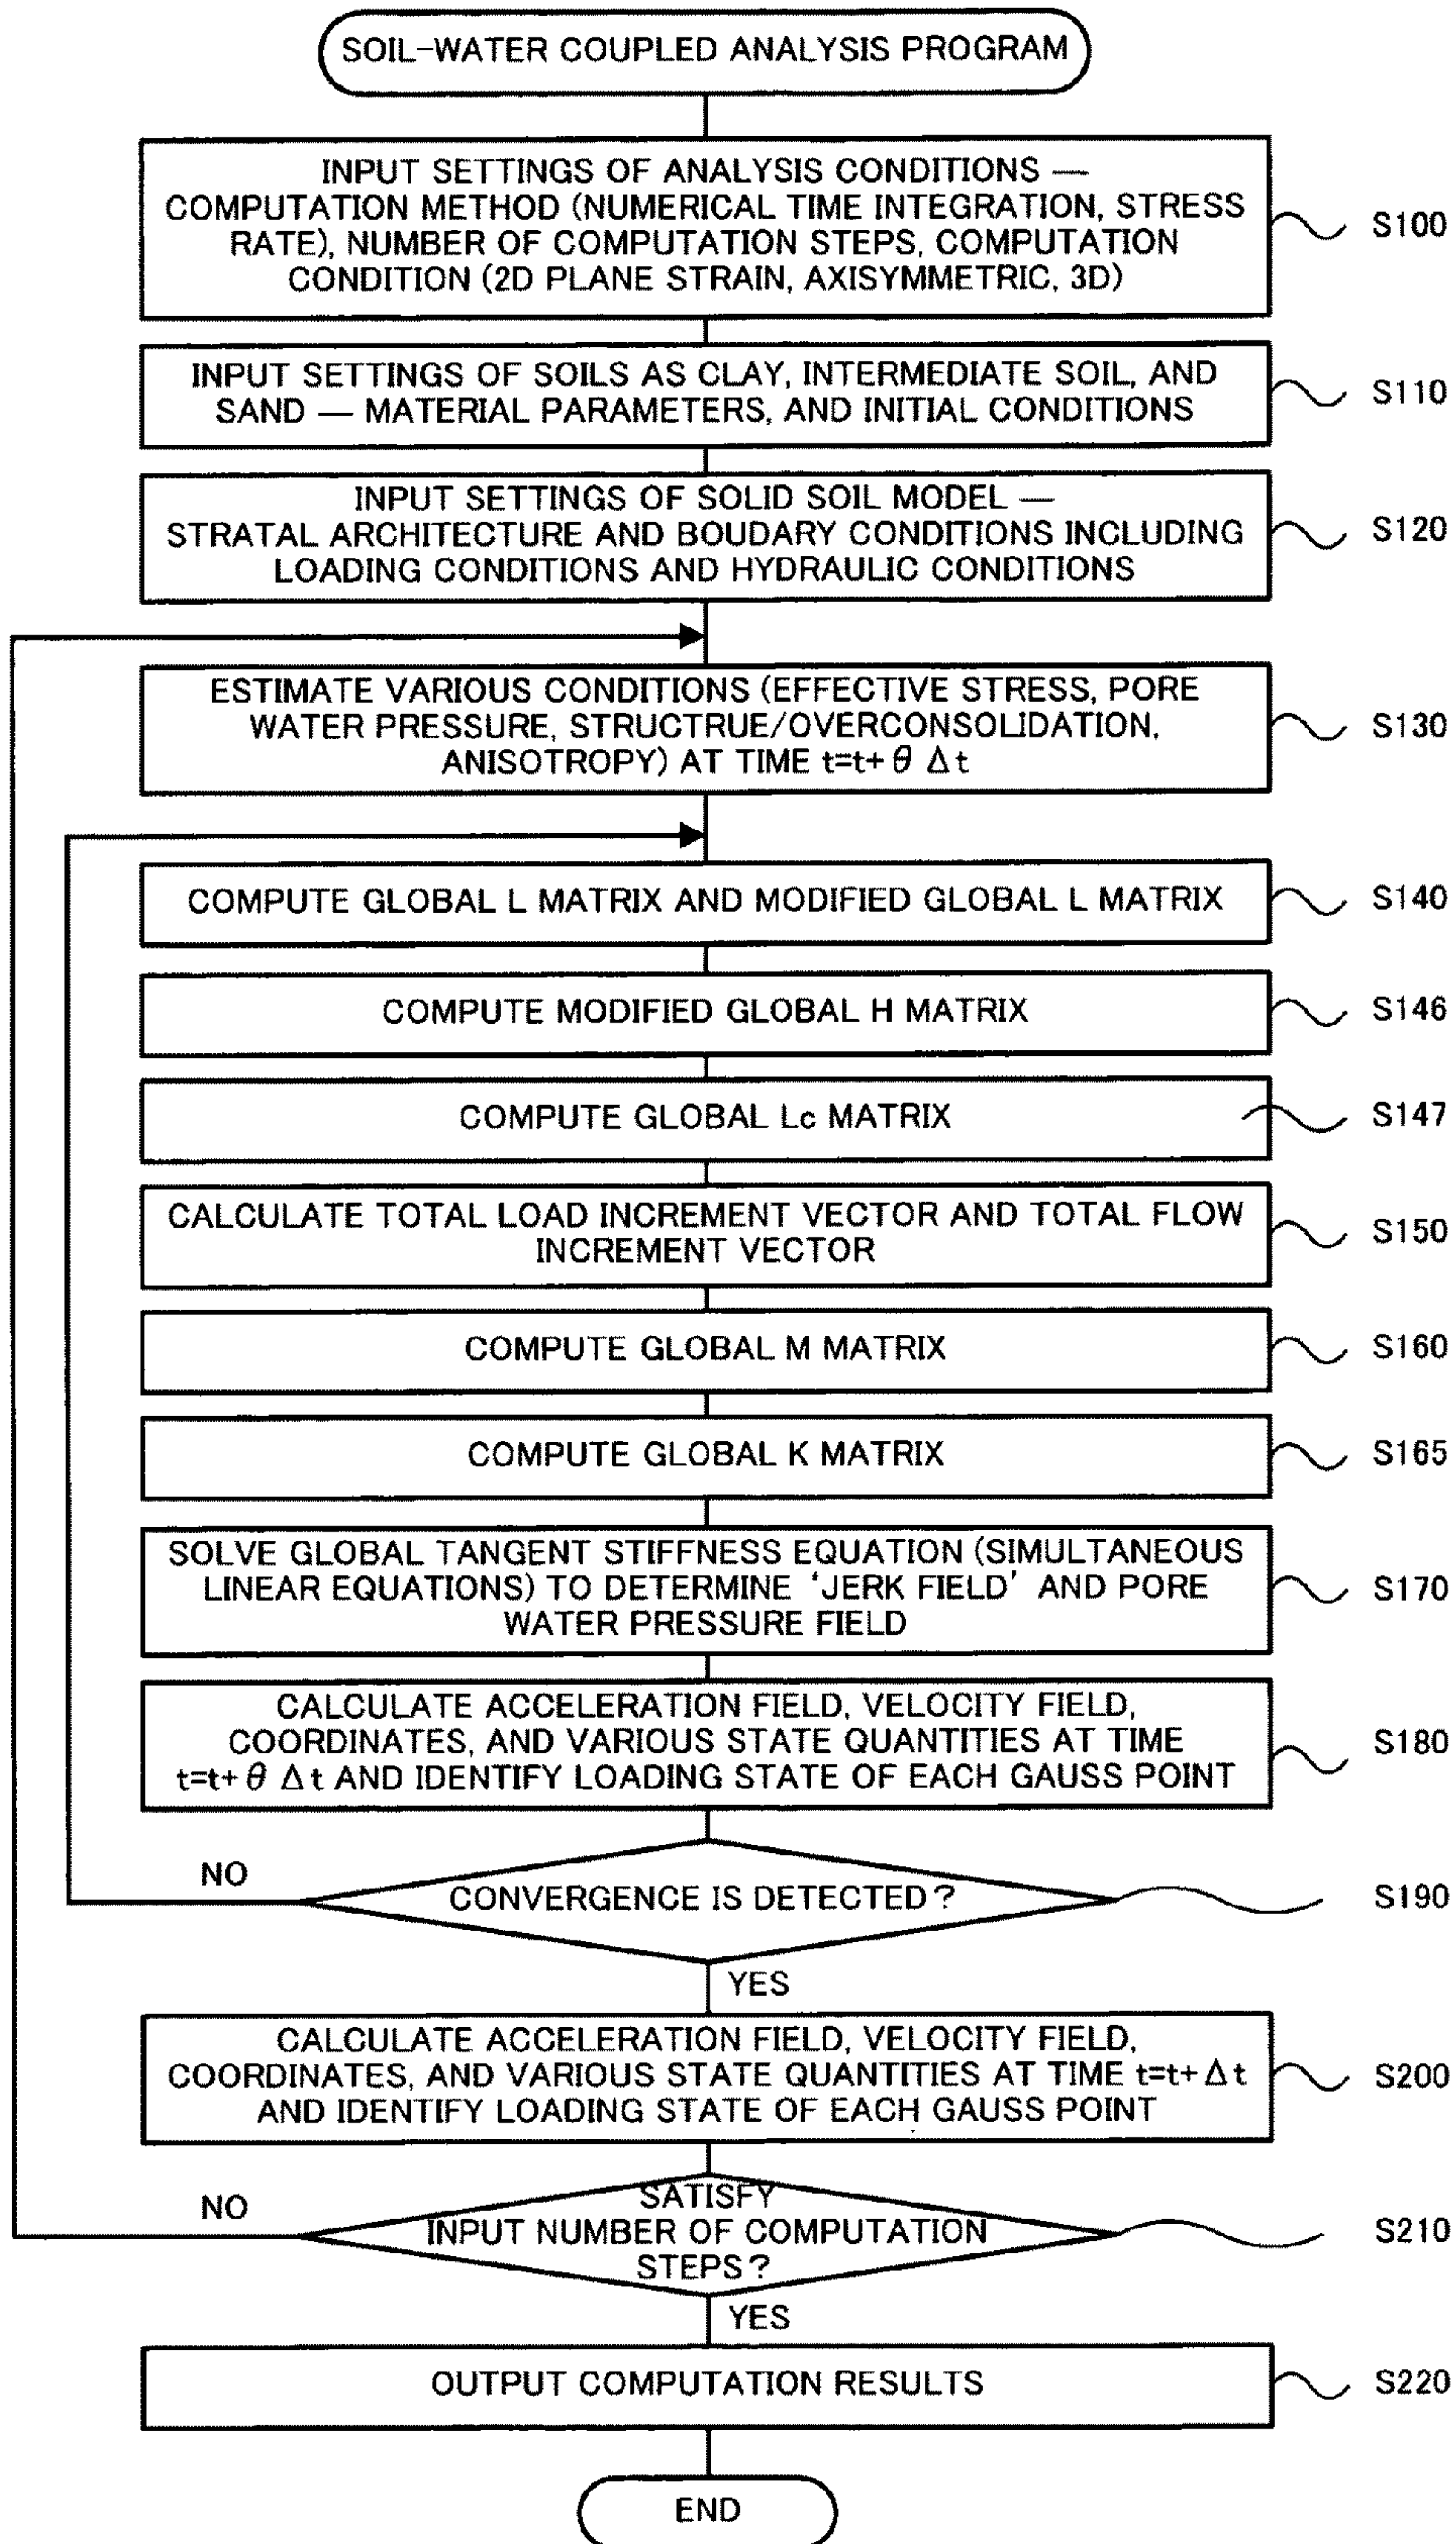 SOIL-WATER COUPLED ANALYSIS PROGRAM
INPUT SETTINGS OF ANALYSIS CONDITIONS —
COMPUTATION METHOD (NUMERICAL TIME INTEGRATION, STRESS
RATE), NUMBER OF COMPUTATION STEPS, COMPUTATION
CONDITION (2D PLANE STRAIN, AXISYMMETRIC, 3D)
S100
INPUT SETTINGS OF SOILS AS CLAY, INTERMEDIATE SOIL, AND
SAND — MATERIAL PARAMETERS, AND INITIAL CONDITIONS
S110
INPUT SETTINGS OF SOLID SOIL MODEL —
STRATAL ARCHITECTURE AND BOUDARY CONDITIONS INCLUDING
LOADING CONDITIONS AND HYDRAULIC CONDITIONS
S120
ESTIMATE VARIOUS CONDITIONS (EFFECTIVE STRESS, PORE
WATER PRESSURE, STRUCTRUE/OVERCONSOLIDATION,
ANISOTROPY) AT TIME t=t+θΔt
S130
COMPUTE GLOBAL L MATRIX AND MODIFIED GLOBAL L MATRIX
S140
COMPUTE MODIFIED GLOBAL H MATRIX
S146
COMPUTE GLOBAL Lc MATRIX
S147
CALCULATE TOTAL LOAD INCREMENT VECTOR AND TOTAL FLOW
INCREMENT VECTOR
S150
COMPUTE GLOBAL M MATRIX
S160
COMPUTE GLOBAL K MATRIX
S165
SOLVE GLOBAL TANGENT STIFFNESS EQUATION (SIMULTANEOUS
LINEAR EQUATIONS) TO DETERMINE 'JERK FIELD' AND PORE
WATER PRESSURE FIELD
S170
CALCULATE ACCELERATION FIELD, VELOCITY FIELD,
COORDINATES, AND VARIOUS STATE QUANTITIES AT TIME
t=t+θΔt AND IDENTIFY LOADING STATE OF EACH GAUSS POINT
S180
NO
CONVERGENCE IS DETECTED?
S190
YES
CALCULATE ACCELERATION FIELD, VELOCITY FIELD,
COORDINATES, AND VARIOUS STATE QUANTITIES AT TIME t=t+Δt
AND IDENTIFY LOADING STATE OF EACH GAUSS POINT
S200
NO
SATISFY
INPUT NUMBER OF COMPUTATION
STEPS?
S210
YES
OUTPUT COMPUTATION RESULTS
S220
END